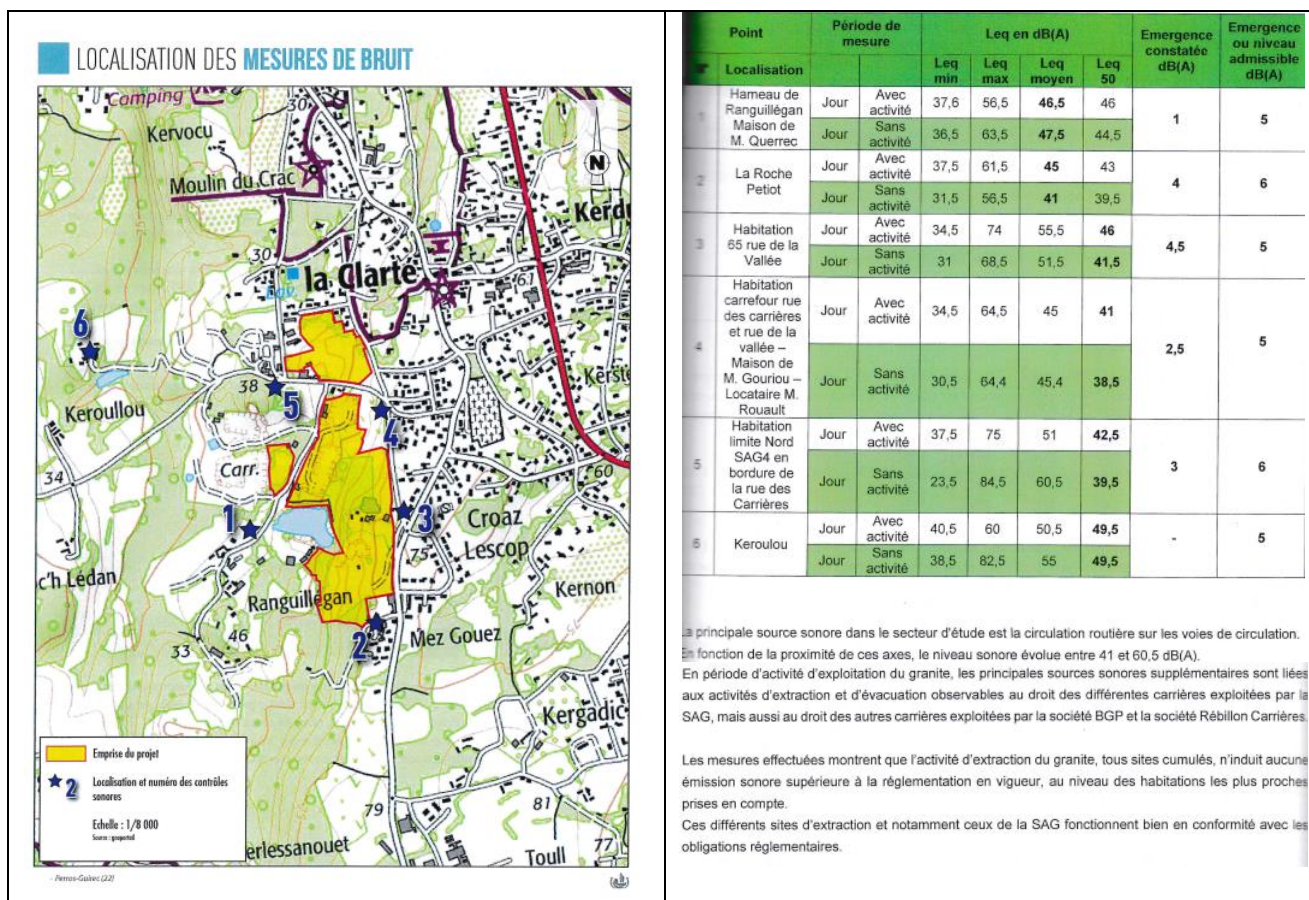 LOCALISATION DES MESURES DE BRUIT
Camping
30
Kervocu
N
Moulin du Crac
Kerdu
30
la Clarte
61
Lav.
6
38
5
Kerste
Keroullou
4
Carr.
34
60
1
3
Croaz
Lescop
75
c'h Lédan
Kernon
Ranguillégan
46
2
Mez Gouez
33
Kergadic
Emprise du projet
2
Localisation et numéro des contrôles
sonores
Echelle : 1/8 000
Source : geoportail
79
81
77
erlessanouet
Toull
- Perros-Guirec (22)
Point Période de mesure Leq en dB(A) Emergence constatée dB(A) Emergence ou niveau admissible dB(A)
Localisation Leq min Leq max Leq moyen Leq 50
Hameau de
Ranguillégan
Maison de
M. Querrec
Jour Avec activité 37,6 56,5 46,5 46
Jour Sans activité 36,5 63,5 47,5 44,5
1 5
2
La Roche
Petiot
Jour Avec activité 37,5 61,5 45 43
Jour Sans activité 31,5 56,5 41 39,5
4 6
3
Habitation
65 rue de la
Vallée
Jour Avec activité 34,5 74 55,5 46
Jour Sans activité 31 68,5 51,5 41,5
4,5 5
4
Habitation
carrefour rue
des carrières
et rue de la
vallée –
Maison de
M. Gouriou –
Locataire M.
Rouault
Jour Avec activité 34,5 64,5 45 41
Jour Sans activité 30,5 64,4 45,4 38,5
2,5 5
5
Habitation
limite Nord
SAG4 en
bordure de
la rue des
Carrières
Jour Avec activité 37,5 75 51 42,5
Jour Sans activité 23,5 84,5 60,5 39,5
3 6
6
Keroulou
Jour Avec activité 40,5 60 50,5 49,5
Jour Sans activité 38,5 82,5 55 49,5
- 5
La principale source sonore dans le secteur d'étude est la circulation routière sur les voies de circulation.
En fonction de la proximité de ces axes, le niveau sonore évolue entre 41 et 60,5 dB(A).
En période d'activité d'exploitation du granite, les principales sources sonores supplémentaires sont liées
aux activités d'extraction et d'évacuation observables au droit des différentes carrières exploitées par la
SAG, mais aussi au droit des autres carrières exploitées par la société BGP et la société Rébillon Carrières.
Les mesures effectuées montrent que l'activité d'extraction du granite, tous sites cumulés, n'induit aucune
émission sonore supérieure à la réglementation en vigueur, au niveau des habitations les plus proches
prises en compte.
Ces différents sites d'extraction et notamment ceux de la SAG fonctionnent bien en conformité avec les
obligations réglementaires.